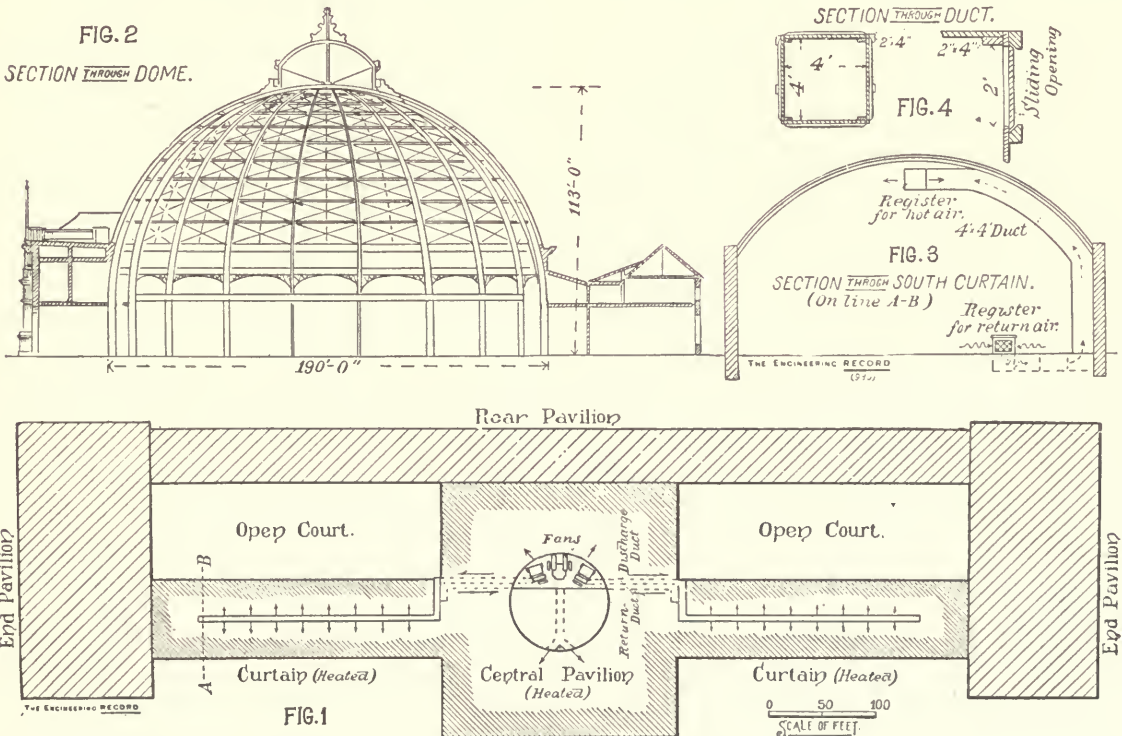 FIG. 2
SECTION THROUGH DOME.
113'-0"
190'-0"
SECTION THROUGH DUCT.
4'
4'
2"x4"
2"x4"
2'
Sliding
Opening
FIG. 4
Register
for hot air.
4'x4' Duct
FIG. 3
SECTION THROUGH SOUTH CURTAIN.
(On line A-B)
Register
for return air.
THE ENGINEERING RECORD
Rear Pavilion
End Pavilion
Open Court.
Fans
Discharge
Duct
Return-
Duct
Open Court.
End Pavilion
B
A
Curtain (Heated)
Central Pavilion
(Heated)
Curtain (Heated)
THE ENGINEERING RECORD
FIG. 1
0 50 100
SCALE OF FEET.